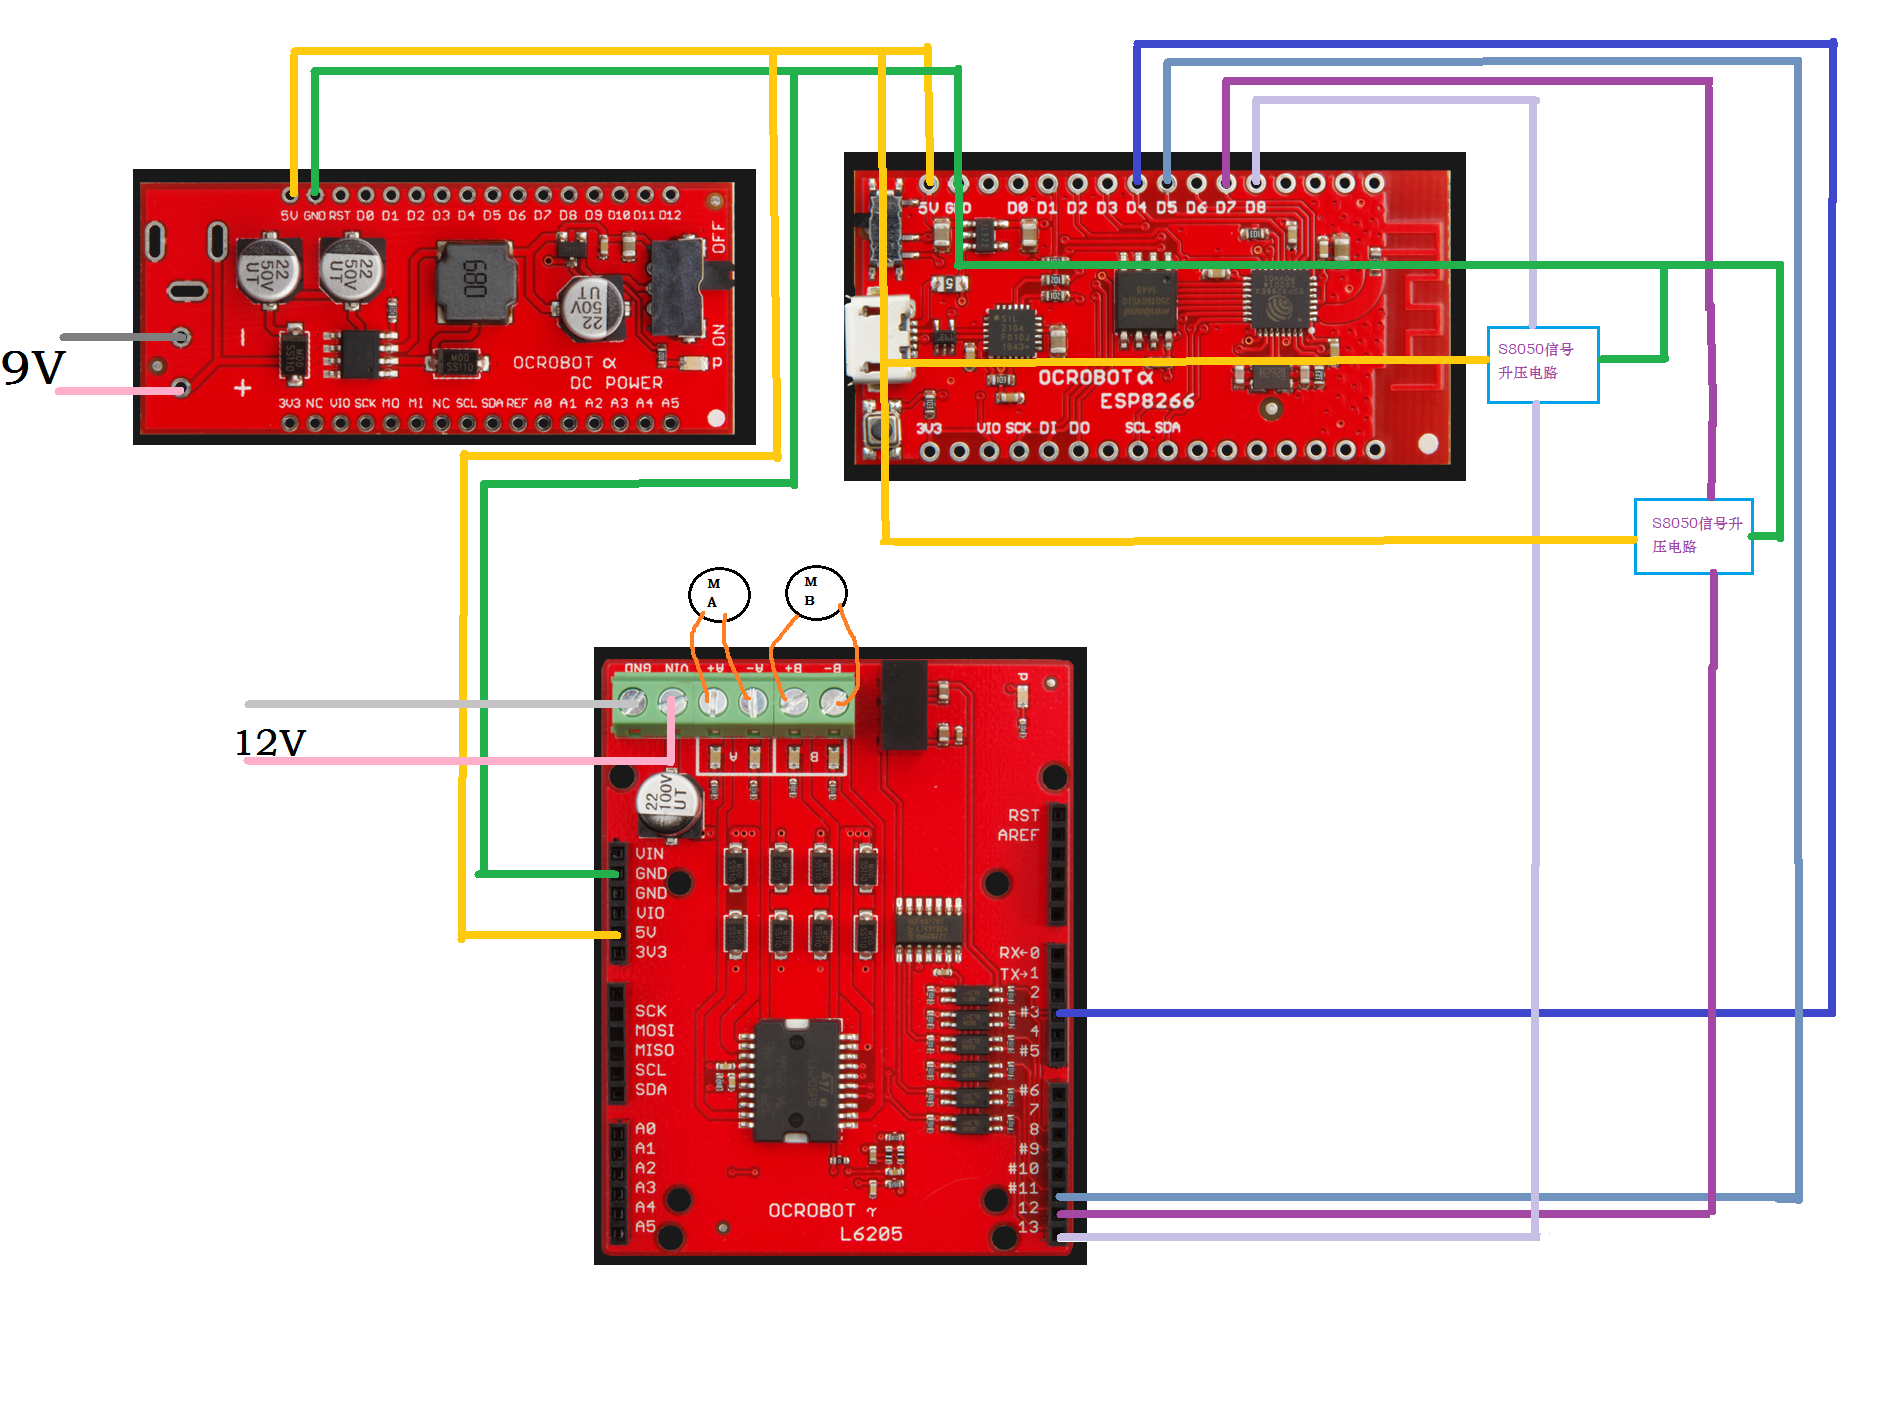 5V GND RST D0 D1 D2 D3 D4 D5 D6 D7 D8 D9 D10 D11 D12
OFF
22
50V
UT
22
50V
UT
680
22
50V
UT
ON
P
-
+
OCROBOT α
DC POWER
3V3 NC VIO SCK MO MI NC SCL SDA REF A0 A1 A2 A3 A4 A5
9V
5V GND D0 D1 D2 D3 D4 D5 D6 D7 D8
OCROBOT α
ESP8266
3V3 VIO SCK DI DO SCL SDA
S8050信号
升压电路
S8050信号升
压电路
M
A
M
B
12V
GND VIN A+ A- B+ B-
A
B
P
22
100V
UT
VIN
GND
GND
VIO
5V
3V3
SCK
MOSI
MISO
SCL
SDA
A0
A1
A2
A3
A4
A5
RST
AREF
RX←0
TX→1
2
#3
4
#5
#6
7
8
#9
#10
#11
12
13
OCROBOT γ
L6205